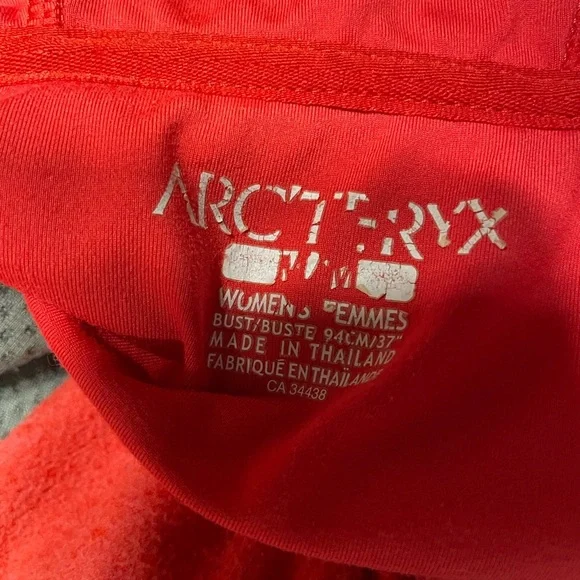 ARC'TERYX
M
WOMENS FEMMES
BUST/BUSTE 94CM/37"
MADE IN THAILAND
FABRIQUÉ EN THAÏLANDE
CA 34438